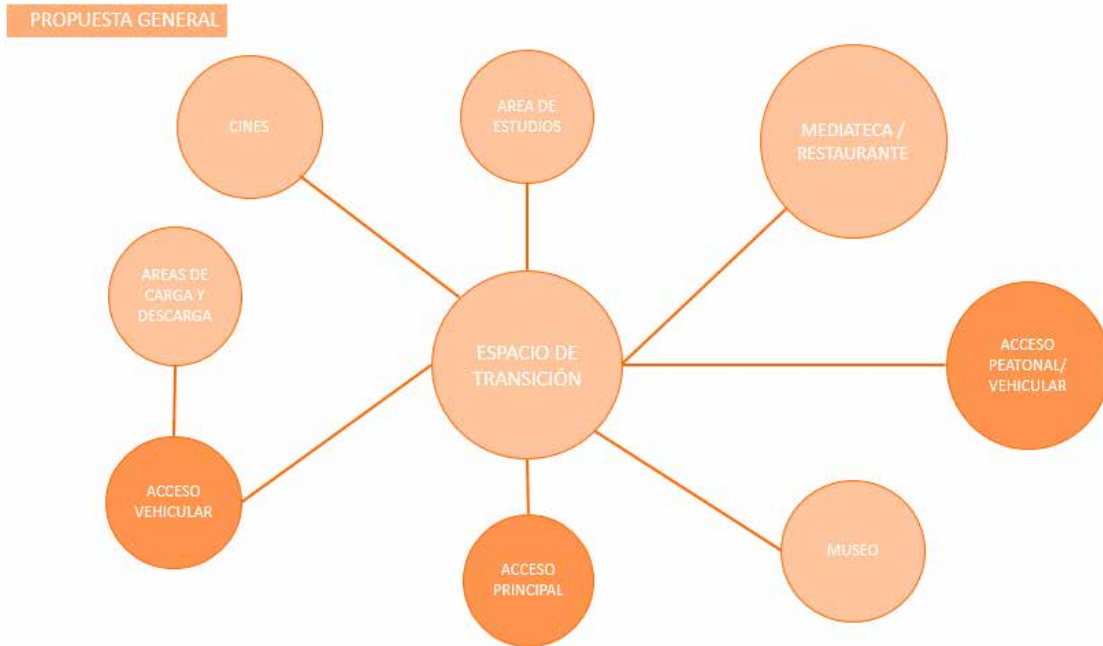 PROPUESTA GENERAL
CINES
AREA DE
ESTUDIOS
MEDIATECA /
RESTAURANTE
AREAS DE
CARGA Y
DESCARGA
ESPACIO DE
TRANSICIÓN
ACCESO
PEATONAL/
VEHICULAR
ACCESO
VEHICULAR
ACCESO
PRINCIPAL
MUSEO